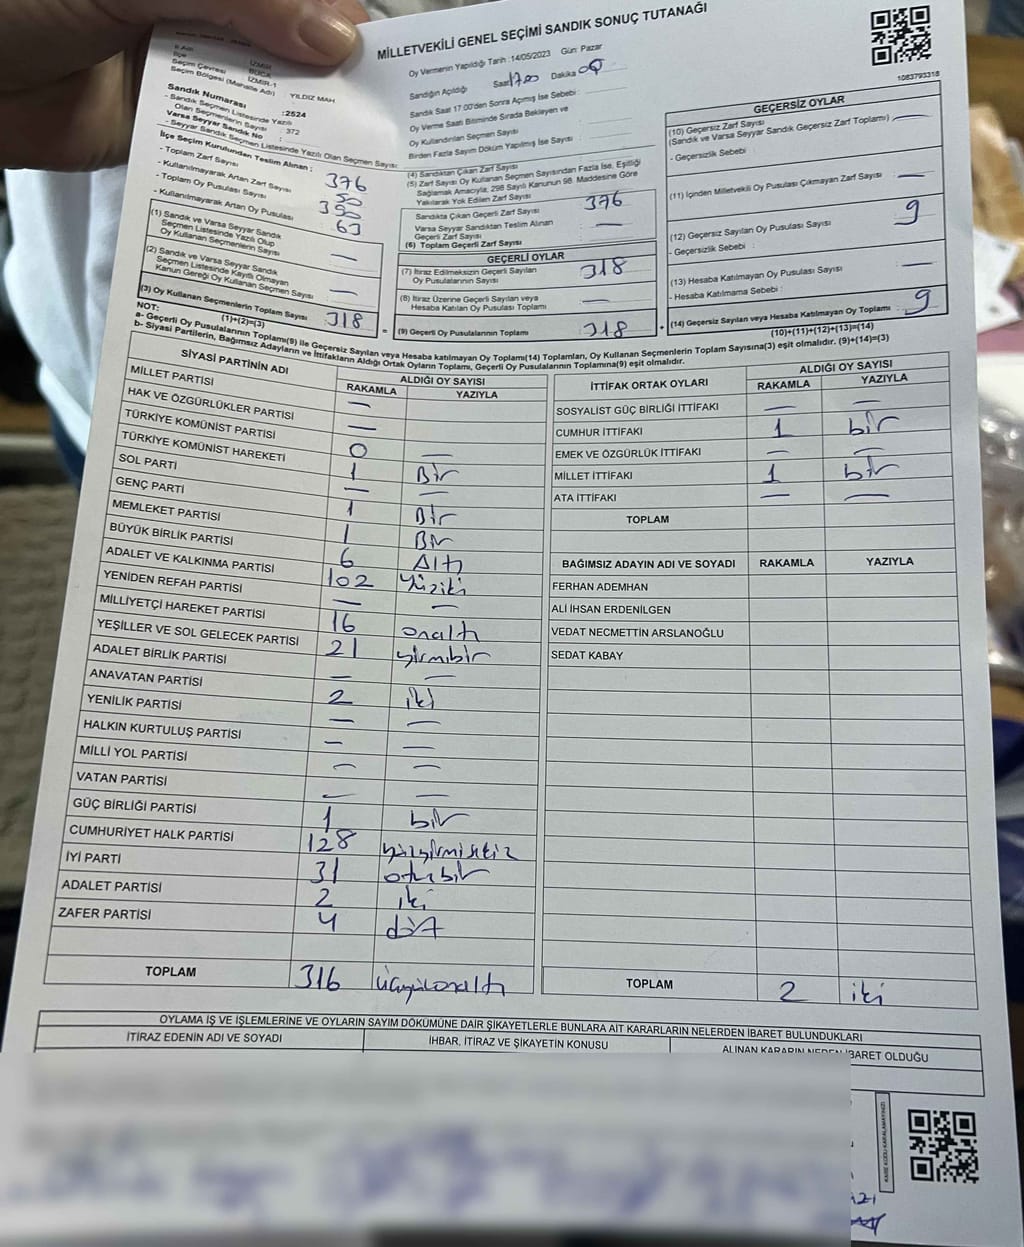 MİLLETVEKİLİ GENEL SEÇİMİ SANDIK SONUÇ TUTANAĞI
Oy Vermenin Yapıldığı Tarih :14/05/2023 Gün: Pazar
Sandığın Açıldığı Saat 17:00 Dakika 00
Sandık Saat 17.00'den Sonra Açılmış İse Sebebi :
Oy Verme Saati Bitiminde Sırada Bekleyen ve
Oy Kullandırılan Seçmen Sayısı
Birden Fazla Sayım Döküm Yapılmış İse Sayısı :
1083793318
İl Adı : İZMİR
İlçe : BUCA
Seçim Çevresi : İZMİR-1
Seçim Bölgesi (Mahalle Adı) : YILDIZ MAH
Sandık Numarası :2524
- Sandık Seçmen Listesinde Yazılı
Olan Seçmenlerin Sayısı : 372
Varsa Seyyar Sandık No
- Seyyar Sandık Seçmen Listesinde Yazılı Olan Seçmen Sayısı
İlçe Seçim Kurulundan Teslim Alınan ;
- Toplam Zarf Sayısı 376
- Kullanılmayarak Artan Zarf Sayısı
- Toplam Oy Pusulası Sayısı 390
- Kullanılmayarak Artan Oy Pusulası : 63
(1) Sandık ve Varsa Seyyar Sandık
Seçmen Listesinde Yazılı Olup
Oy Kullanan Seçmenlerin Sayısı —
(2) Sandık ve Varsa Seyyar Sandık
Seçmen Listesinde Kayıtlı Olmayan
Kanun Gereği Oy Kullanan Seçmen Sayısı —
(3) Oy Kullanan Seçmenlerin Toplam Sayısı : 318
(1)+(2)=(3)
(4) Sandıktan Çıkan Zarf Sayısı
(5) Zarf Sayısı Oy Kullanan Seçmen Sayısından Fazla İse, Eşitliği
Sağlamak Amacıyla, 298 Sayılı Kanunun 98. Maddesine Göre
Yakılarak Yok Edilen Zarf Sayısı
Sandıkta Çıkan Geçerli Zarf Sayısı 376
Varsa Seyyar Sandıktan Teslim Alınan
Geçerli Zarf Sayısı —
(6) Toplam Geçerli Zarf Sayısı
GEÇERLİ OYLAR
(7) İtiraz Edilmeksizin Geçerli Sayılan
Oy Pusulalarının Sayısı 318
(8) İtiraz Üzerine Geçerli Sayılan veya
Hesaba Katılan Oy Pusulası Toplamı —
= (9) Geçerli Oy Pusulalarının Toplamı 318
GEÇERSİZ OYLAR
(10) Geçersiz Zarf Sayısı
(Sandık ve Varsa Seyyar Sandık Geçersiz Zarf Toplamı) —
- Geçersizlik Sebebi :
(11) İçinden Milletvekili Oy Pusulası Çıkmayan Zarf Sayısı —
(12) Geçersiz Sayılan Oy Pusulası Sayısı 9
- Geçersizlik Sebebi :
(13) Hesaba Katılmayan Oy Pusulası Sayısı —
- Hesaba Katılmama Sebebi :
+ (14) Geçersiz Sayılan veya Hesaba Katılmayan Oy Toplamı : 9
(10)+(11)+(12)+(13)=(14)
NOT:
a- Geçerli Oy Pusulalarının Toplamı(9) ile Geçersiz Sayılan veya Hesaba katılmayan Oy Toplamı(14) Toplamları, Oy Kullanan Seçmenlerin Toplam Sayısına(3) eşit olmalıdır. (9)+(14)=(3)
b- Siyasi Partilerin, Bağımsız Adayların ve İttifakların Aldığı Ortak Oyların Toplamı, Geçerli Oy Pusulalarının Toplamına(9) eşit olmalıdır.
SİYASİ PARTİNİN ADI ALDIĞI OY SAYISI
RAKAMLA YAZIYLA
MİLLET PARTİSİ —
HAK VE ÖZGÜRLÜKLER PARTİSİ —
TÜRKİYE KOMÜNİST PARTİSİ 0 —
TÜRKİYE KOMÜNİST HAREKETİ 1 Bir
SOL PARTİ — —
GENÇ PARTİ 1 Bir
MEMLEKET PARTİSİ 1 Bir
BÜYÜK BİRLİK PARTİSİ 6 Altı
ADALET VE KALKINMA PARTİSİ 102 Yüziki
YENİDEN REFAH PARTİSİ — —
MİLLİYETÇİ HAREKET PARTİSİ 16 onaltı
YEŞİLLER VE SOL GELECEK PARTİSİ 21 yirmibir
ADALET BİRLİK PARTİSİ — —
ANAVATAN PARTİSİ 2 iki
YENİLİK PARTİSİ — —
HALKIN KURTULUŞ PARTİSİ — —
MİLLİ YOL PARTİSİ — —
VATAN PARTİSİ — —
GÜÇ BİRLİĞİ PARTİSİ 1 bir
CUMHURİYET HALK PARTİSİ 128 yüzyirmisekiz
İYİ PARTİ 31 otuzbir
ADALET PARTİSİ 2 iki
ZAFER PARTİSİ 4 dört
TOPLAM 316 üçyüzonaltı
İTTİFAK ORTAK OYLARI ALDIĞI OY SAYISI
RAKAMLA YAZIYLA
SOSYALİST GÜÇ BİRLİĞİ İTTİFAKI — —
CUMHUR İTTİFAKI 1 bir
EMEK VE ÖZGÜRLÜK İTTİFAKI — —
MİLLET İTTİFAKI 1 bir
ATA İTTİFAKI — —
TOPLAM
BAĞIMSIZ ADAYIN ADI VE SOYADI RAKAMLA YAZIYLA
FERHAN ADEMHAN
ALİ İHSAN ERDENİLGEN
VEDAT NECMETTİN ARSLANOĞLU
SEDAT KABAY
TOPLAM 2 iki
OYLAMA İŞ VE İŞLEMLERİNE VE OYLARIN SAYIM DÖKÜMÜNE DAİR ŞİKAYETLERLE BUNLARA AİT KARARLARIN NELERDEN İBARET BULUNDUKLARI
İTİRAZ EDENİN ADI VE SOYADI İHBAR, İTİRAZ VE ŞİKAYETİN KONUSU ALINAN KARARIN NEDEN İBARET OLDUĞU
KARE KODU KARALAMAYINIZ!